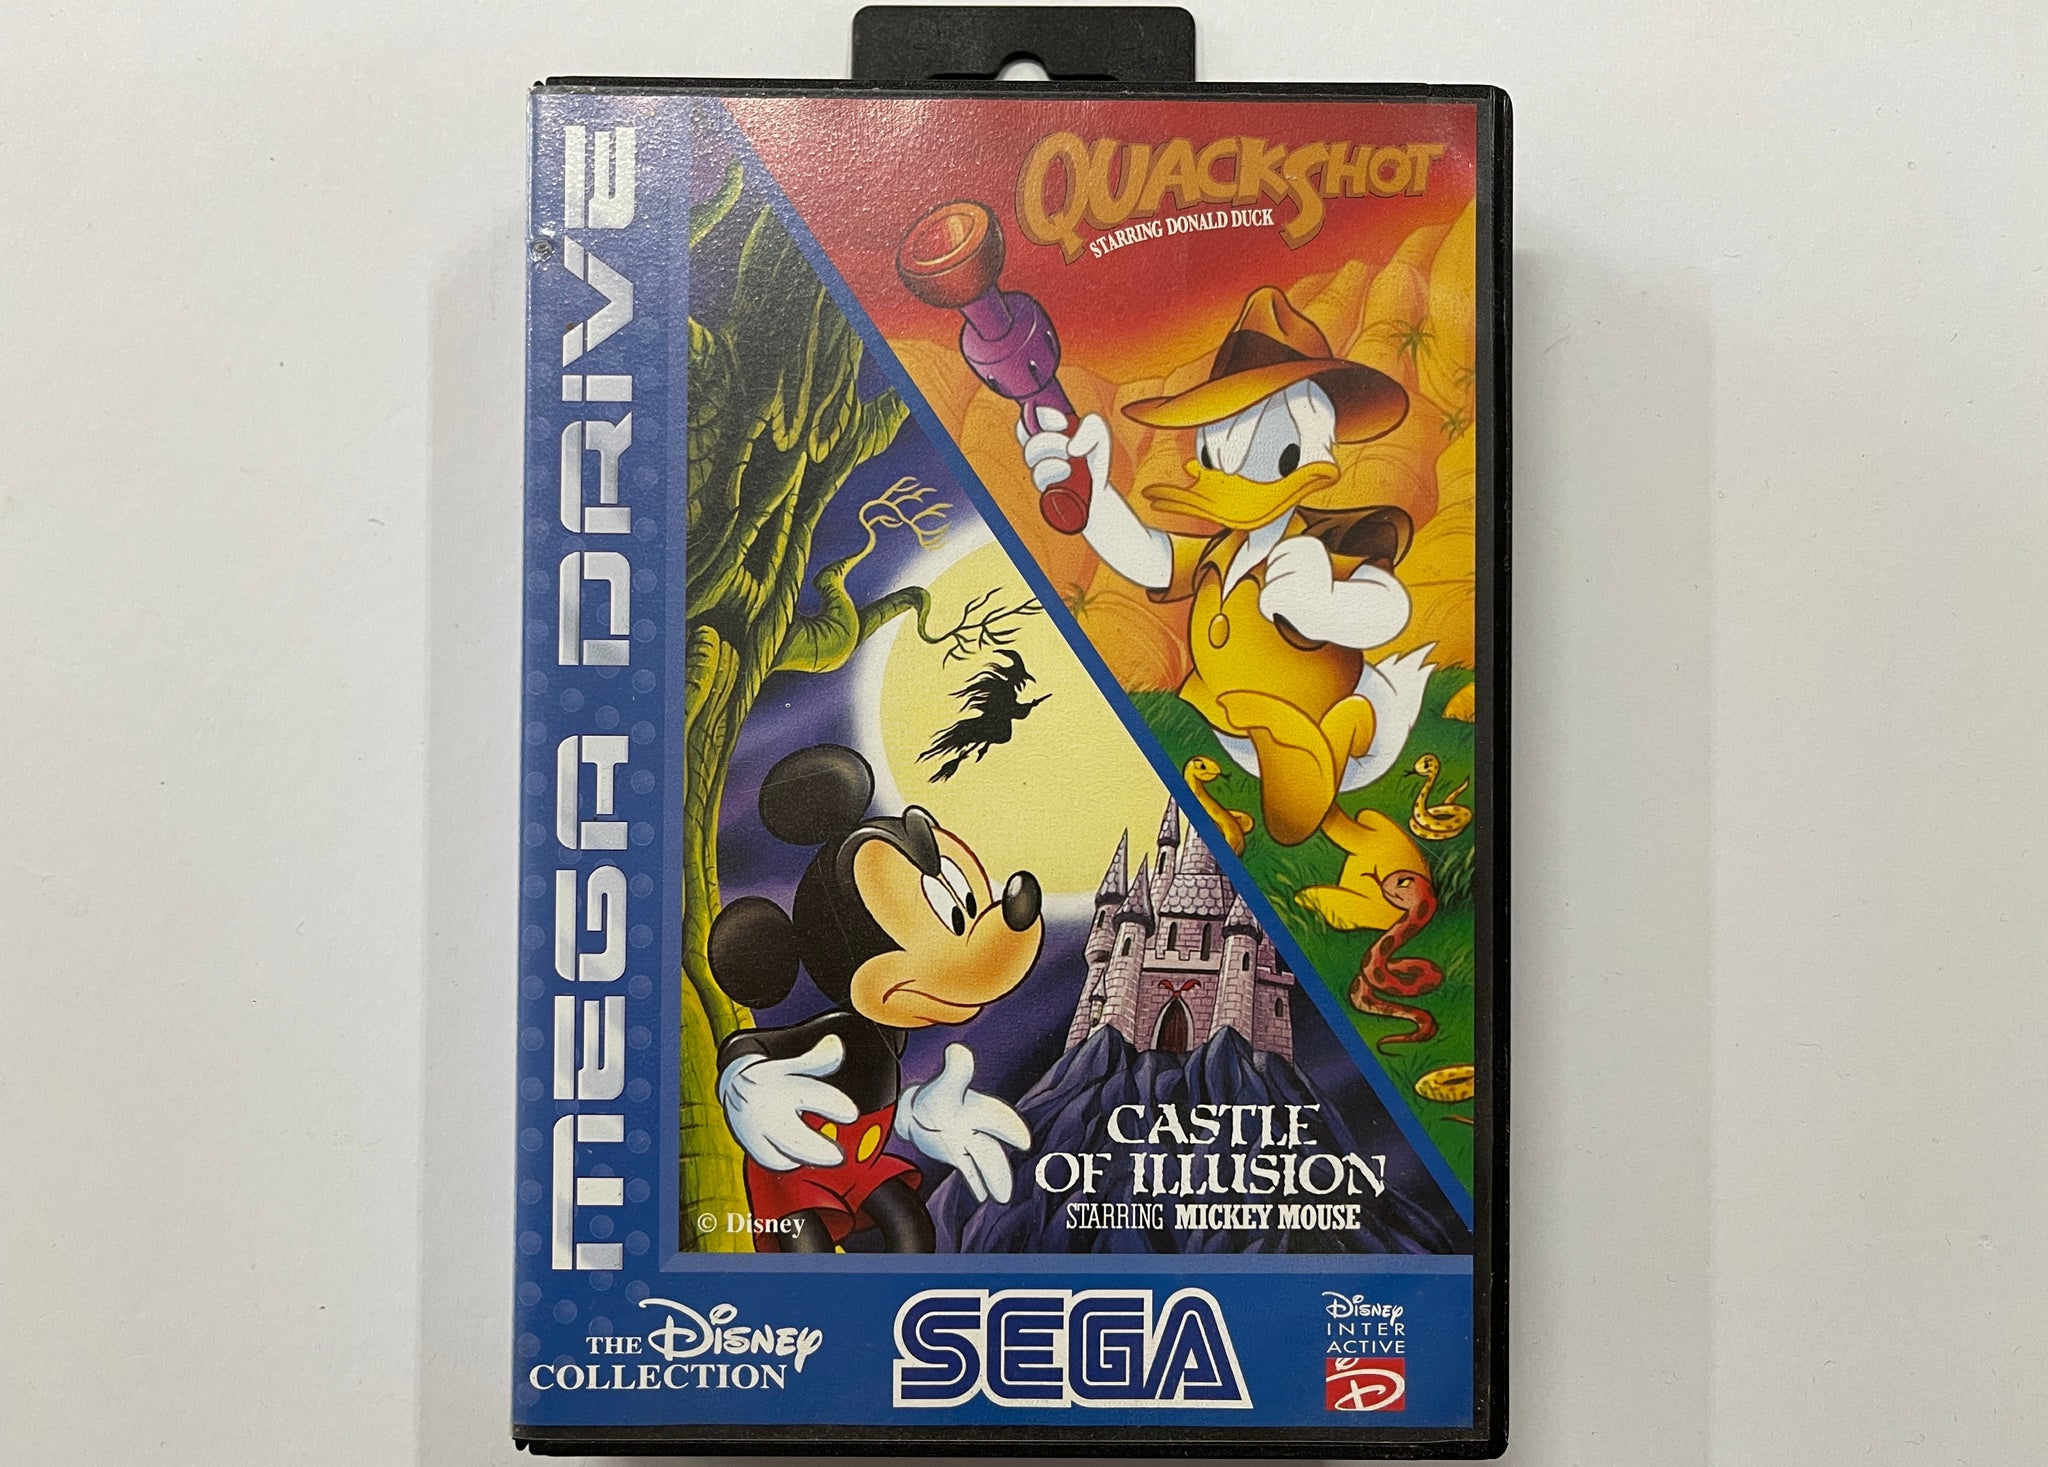 MEGA DRIVE
QUACKSHOT
STARRING DONALD DUCK
CASTLE
OF ILLUSION
STARRING MICKEY MOUSE
© Disney
THE Disney
COLLECTION
SEGA
Disney
INTER
ACTIVE
D